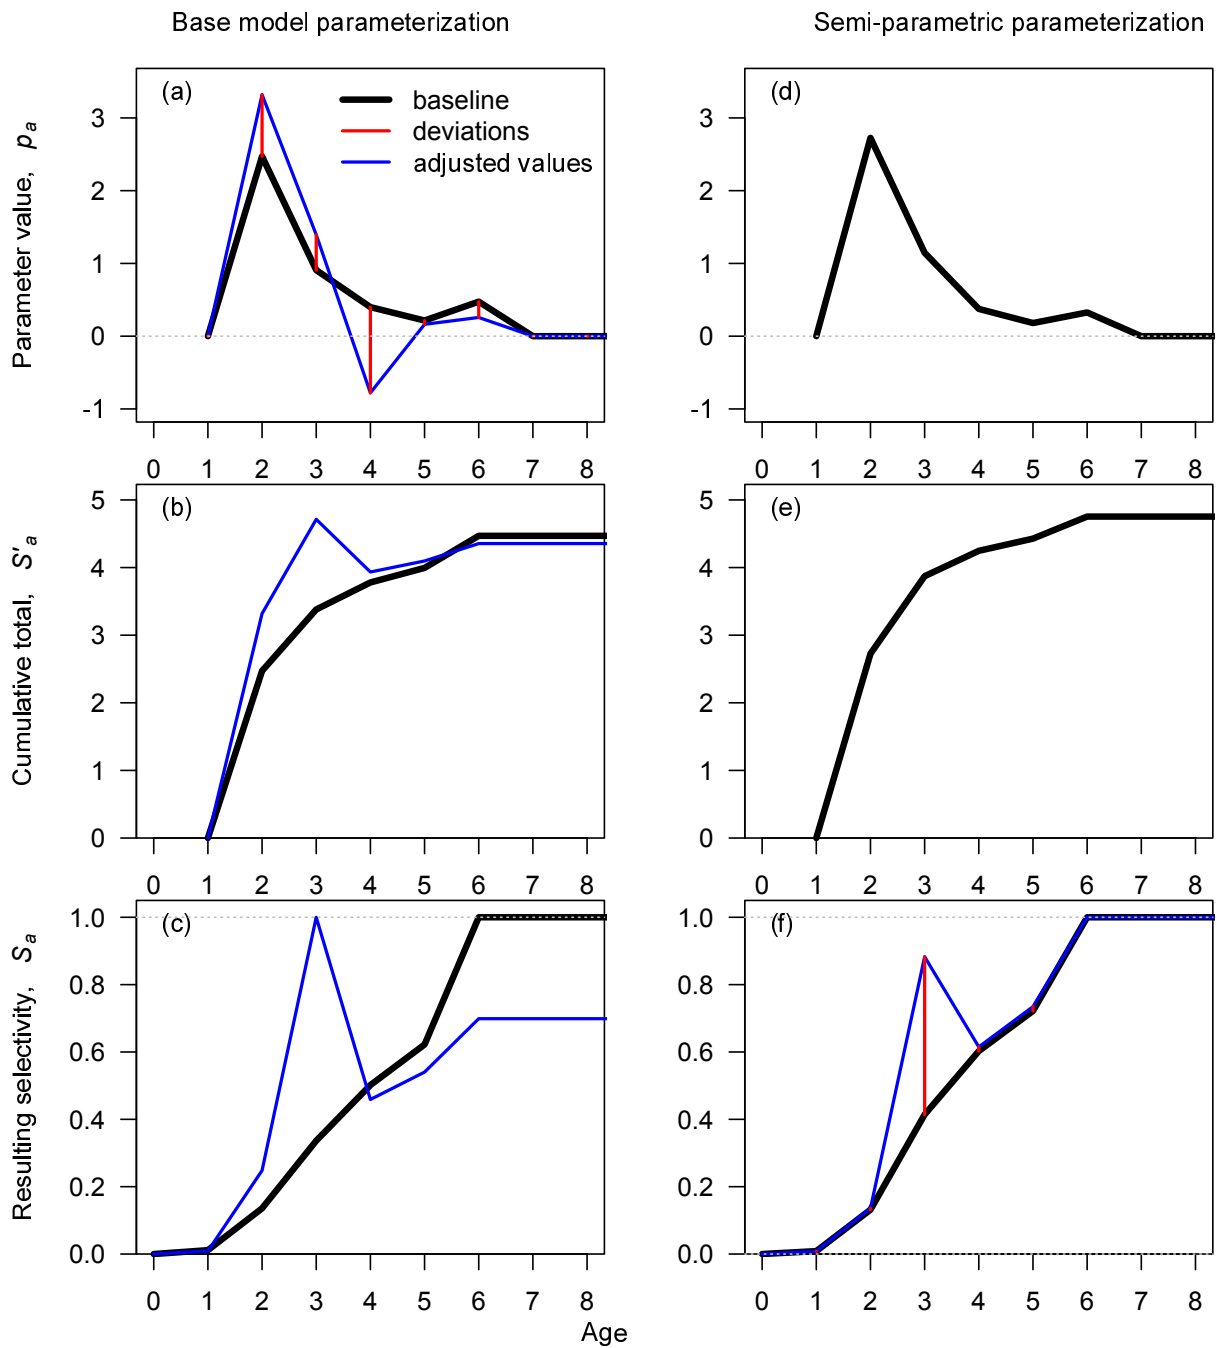 Base model parameterization
Semi-parametric parameterization
(a)
baseline
deviations
adjusted values
Parameter value, pₐ
3
2
1
0
-1
0 1 2 3 4 5 6 7 8
(d)
3
2
1
0
-1
0 1 2 3 4 5 6 7 8
(b)
Cumulative total, S'ₐ
5
4
3
2
1
0
0 1 2 3 4 5 6 7 8
(e)
5
4
3
2
1
0
0 1 2 3 4 5 6 7 8
(c)
Resulting selectivity, Sₐ
1.0
0.8
0.6
0.4
0.2
0.0
0 1 2 3 4 5 6 7 8
(f)
1.0
0.8
0.6
0.4
0.2
0.0
0 1 2 3 4 5 6 7 8
Age